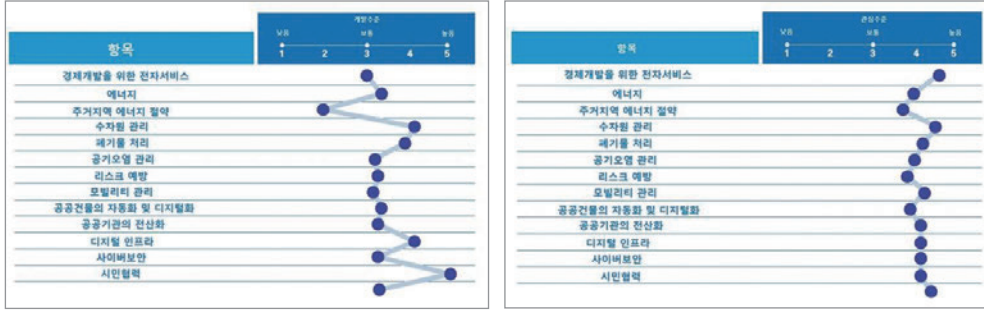 개발수준
낮음 보통 높음
항목
1 2 3 4 5
경제개발을 위한 전자서비스
에너지
주거지역 에너지 절약
수자원 관리
폐기물 처리
공기오염 관리
리스크 예방
모빌리티 관리
공공건물의 자동화 및 디지털화
공공기관의 전산화
디지털 인프라
사이버보안
시민협력
관심수준
낮음 보통 높음
항목
1 2 3 4 5
경제개발을 위한 전자서비스
에너지
주거지역 에너지 절약
수자원 관리
폐기물 처리
공기오염 관리
리스크 예방
모빌리티 관리
공공건물의 자동화 및 디지털화
공공기관의 전산화
디지털 인프라
사이버보안
시민협력